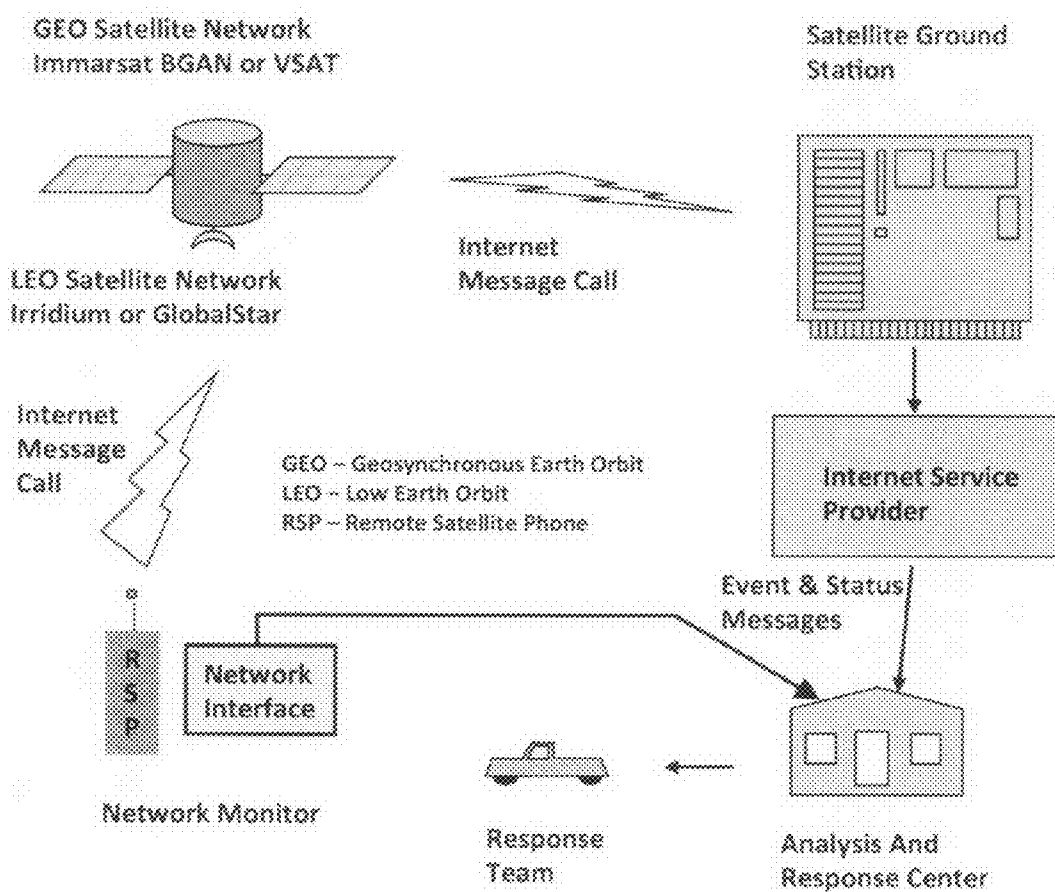 GEO Satellite Network
Immarsat BGAN or VSAT
Satellite Ground
Station
Internet
Message Call
LEO Satellite Network
Irridium or GlobalStar
Internet
Message
Call
GEO – Geosynchronous Earth Orbit
LEO – Low Earth Orbit
RSP – Remote Satellite Phone
Internet Service
Provider
Event & Status
Messages
R
S
P
Network
Interface
Network Monitor
Response
Team
Analysis And
Response Center